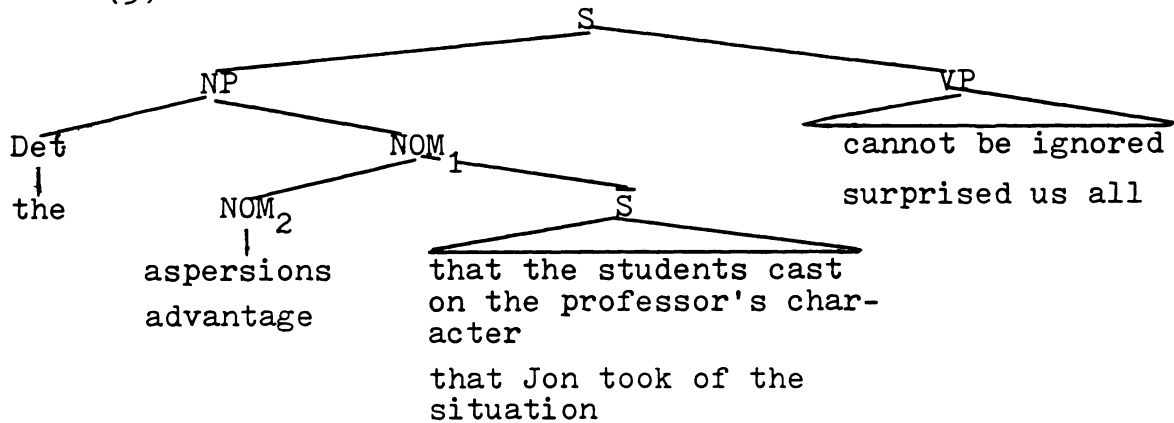 S
NP VP
Det NOM1 cannot be ignored
the NOM2 S̄ surprised us all
aspersions that the students cast
on the professor's char-
advantage acter
that Jon took of the
situation